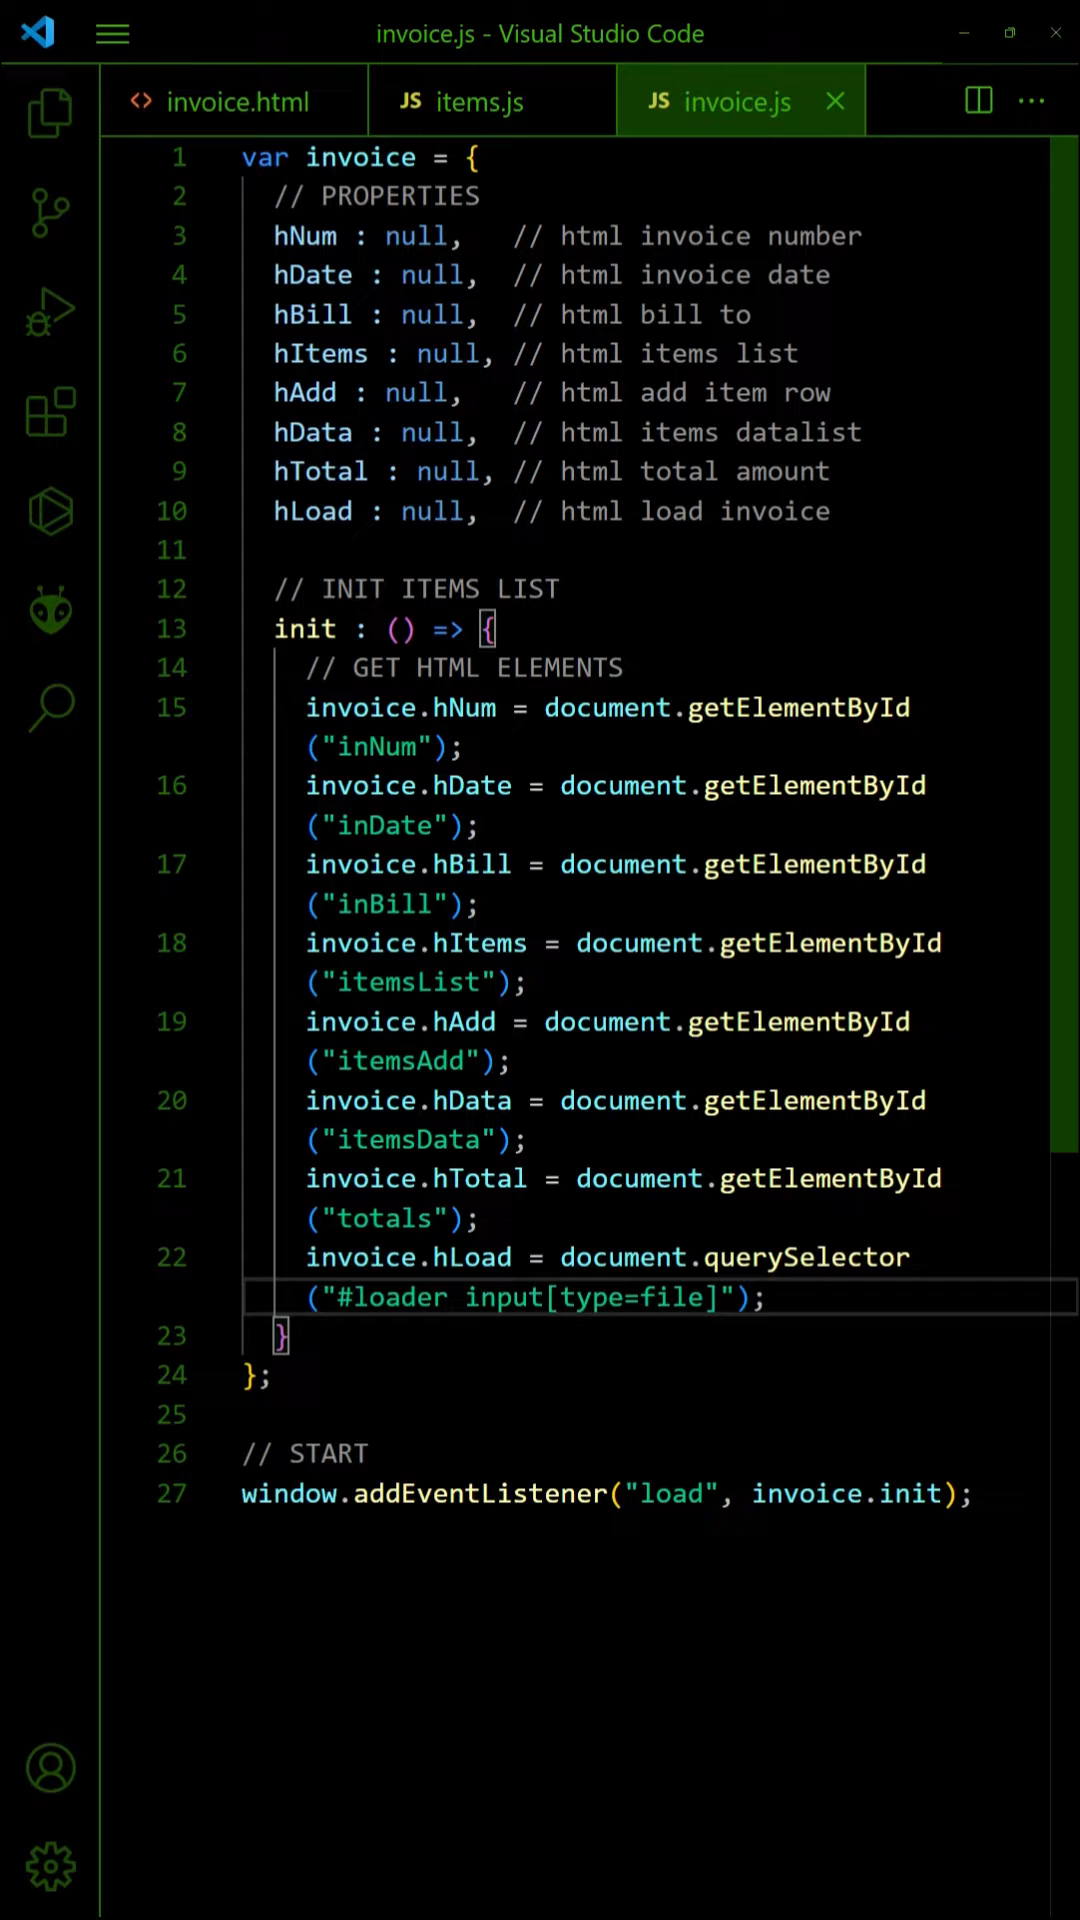 invoice.js - Visual Studio Code
<> invoice.html JS items.js JS invoice.js
1 var invoice = {
2 // PROPERTIES
3 hNum : null, // html invoice number
4 hDate : null, // html invoice date
5 hBill : null, // html bill to
6 hItems : null, // html items list
7 hAdd : null, // html add item row
8 hData : null, // html items datalist
9 hTotal : null, // html total amount
10 hLoad : null, // html load invoice
11
12 // INIT ITEMS LIST
13 init : () => {
14 // GET HTML ELEMENTS
15 invoice.hNum = document.getElementById
("inNum");
16 invoice.hDate = document.getElementById
("inDate");
17 invoice.hBill = document.getElementById
("inBill");
18 invoice.hItems = document.getElementById
("itemsList");
19 invoice.hAdd = document.getElementById
("itemsAdd");
20 invoice.hData = document.getElementById
("itemsData");
21 invoice.hTotal = document.getElementById
("totals");
22 invoice.hLoad = document.querySelector
("#loader input[type=file]");
23 }
24 };
25
26 // START
27 window.addEventListener("load", invoice.init);